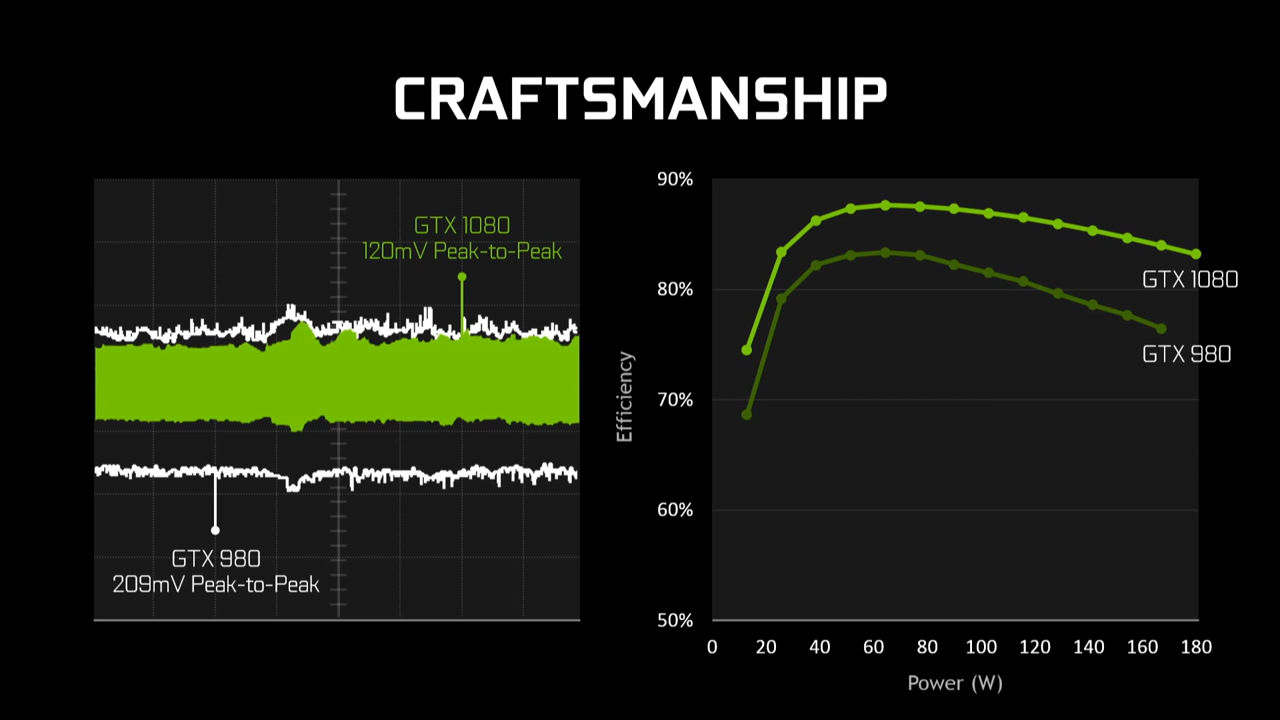 CRAFTSMANSHIP
GTX 1080
120mV Peak-to-Peak
GTX 980
209mV Peak-to-Peak
90%
80%
70%
60%
50%
Efficiency
GTX 1080
GTX 980
0 20 40 60 80 100 120 140 160 180
Power (W)